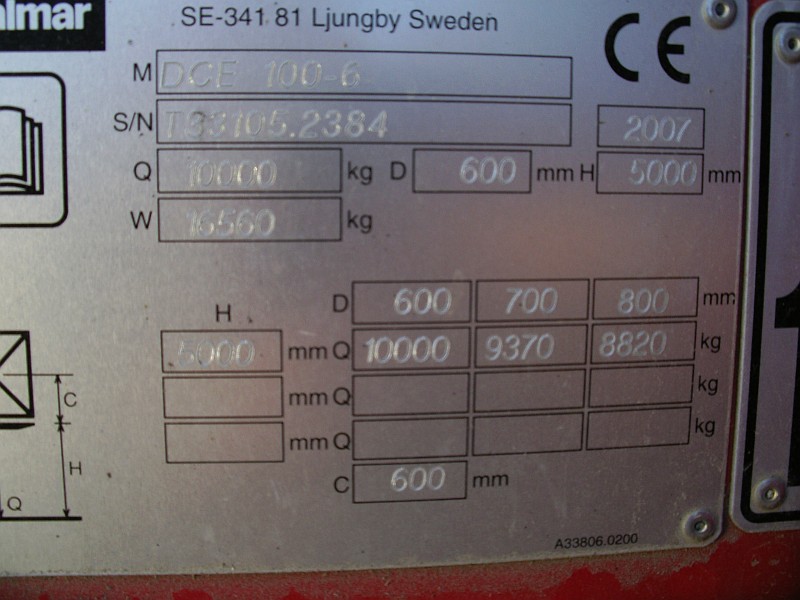 almar
SE-341 81 Ljungby Sweden
CE
M DCE 100-6
S/N T33105.2384 2007
Q 10000 kg D 600 mm H 5000 mm
W 16560 kg
H D 600 700 800 mm
5000 mm Q 10000 9370 8820 kg
mm Q kg
mm Q kg
C 600 mm
C
H
Q
A33806.0200